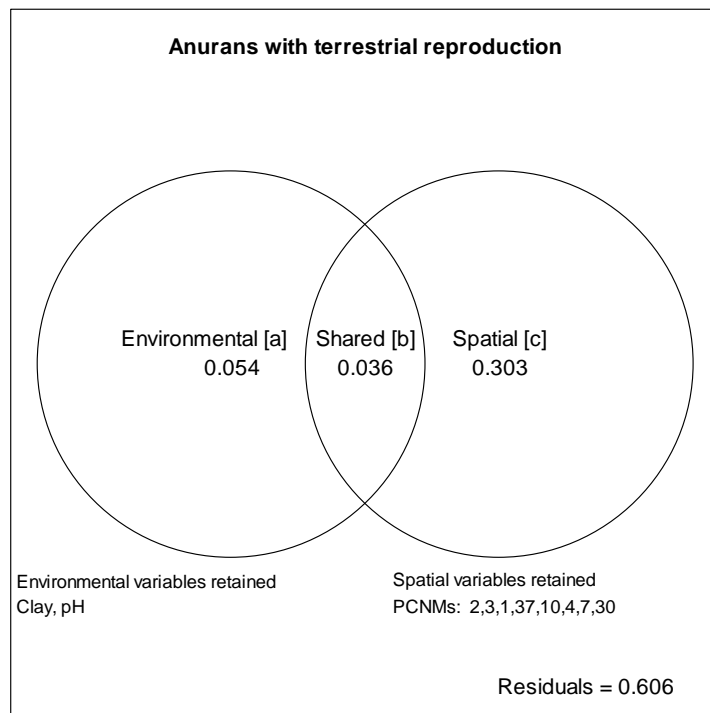 Anurans with terrestrial reproduction
Environmental [a] Shared [b] Spatial [c]
0.054 0.036 0.303
Environmental variables retained
Clay, pH
Spatial variables retained
PCNMs: 2,3,1,37,10,4,7,30
Residuals = 0.606